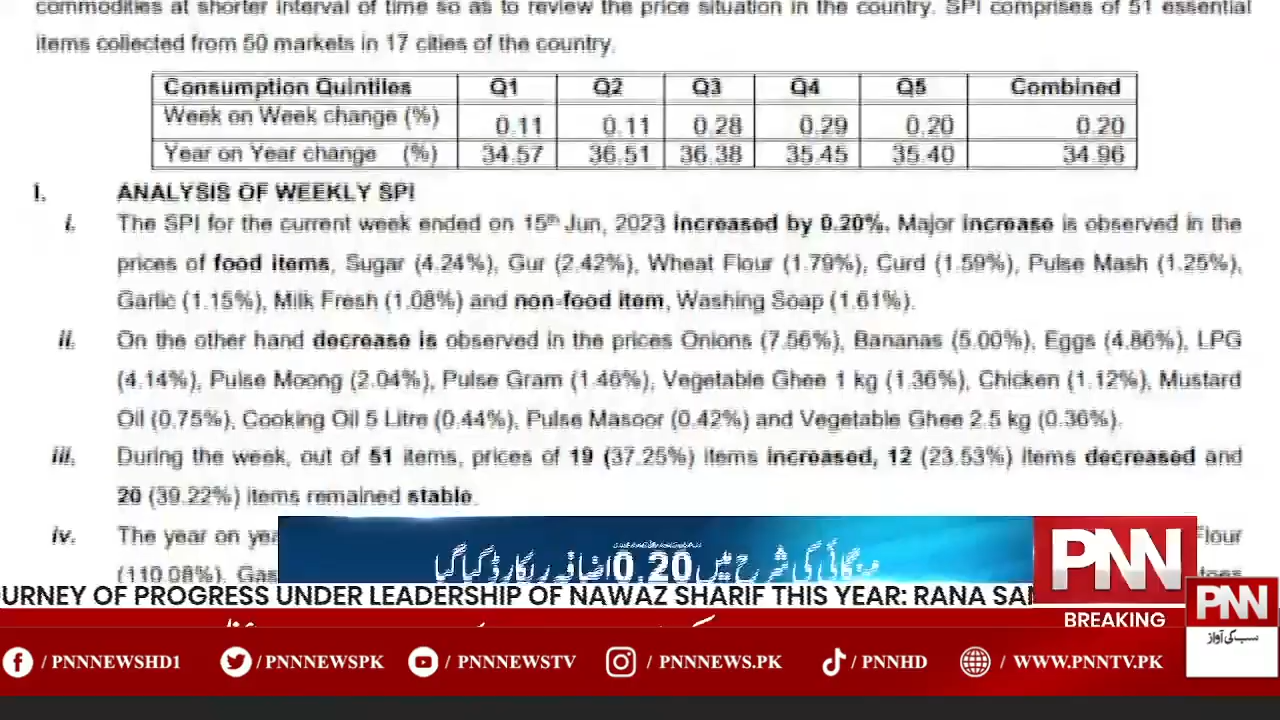 commodities at shorter interval of time so as to review the price situation in the country. SPI comprises of 51 essential
items collected from 50 markets in 17 cities of the country.
Consumption Quintiles Q1 Q2 Q3 Q4 Q5 Combined
Week on Week change (%) 0.11 0.11 0.28 0.29 0.20 0.20
Year on Year change (%) 34.57 36.51 36.38 35.45 35.40 34.96
I. ANALYSIS OF WEEKLY SPI
i. The SPI for the current week ended on 15th Jun, 2023 increased by 0.20%. Major increase is observed in the
prices of food items, Sugar (4.24%), Gur (2.42%), Wheat Flour (1.79%), Curd (1.59%), Pulse Mash (1.25%),
Garlic (1.15%), Milk Fresh (1.08%) and non-food item, Washing Soap (1.61%).
ii. On the other hand decrease is observed in the prices Onions (7.56%), Bananas (5.00%), Eggs (4.86%), LPG
(4.14%), Pulse Moong (2.04%), Pulse Gram (1.46%), Vegetable Ghee 1 kg (1.36%), Chicken (1.12%), Mustard
Oil (0.75%), Cooking Oil 5 Litre (0.44%), Pulse Masoor (0.42%) and Vegetable Ghee 2.5 kg (0.36%).
iii. During the week, out of 51 items, prices of 19 (37.25%) items increased, 12 (23.53%) items decreased and
20 (39.22%) items remained stable.
iv. The year on yea Flour
(110.08%), Gas toes
مہنگائی کی شرح میں 0.20 اضافہ ریکارڈ کیا گیا
PNN
OURNEY OF PROGRESS UNDER LEADERSHIP OF NAWAZ SHARIF THIS YEAR: RANA SAN
BREAKING
PNN
سب کی آواز
/ PNNNEWSHD1 / PNNNEWSPK / PNNNEWSTV / PNNNEWS.PK / PNNHD / WWW.PNNTV.PK